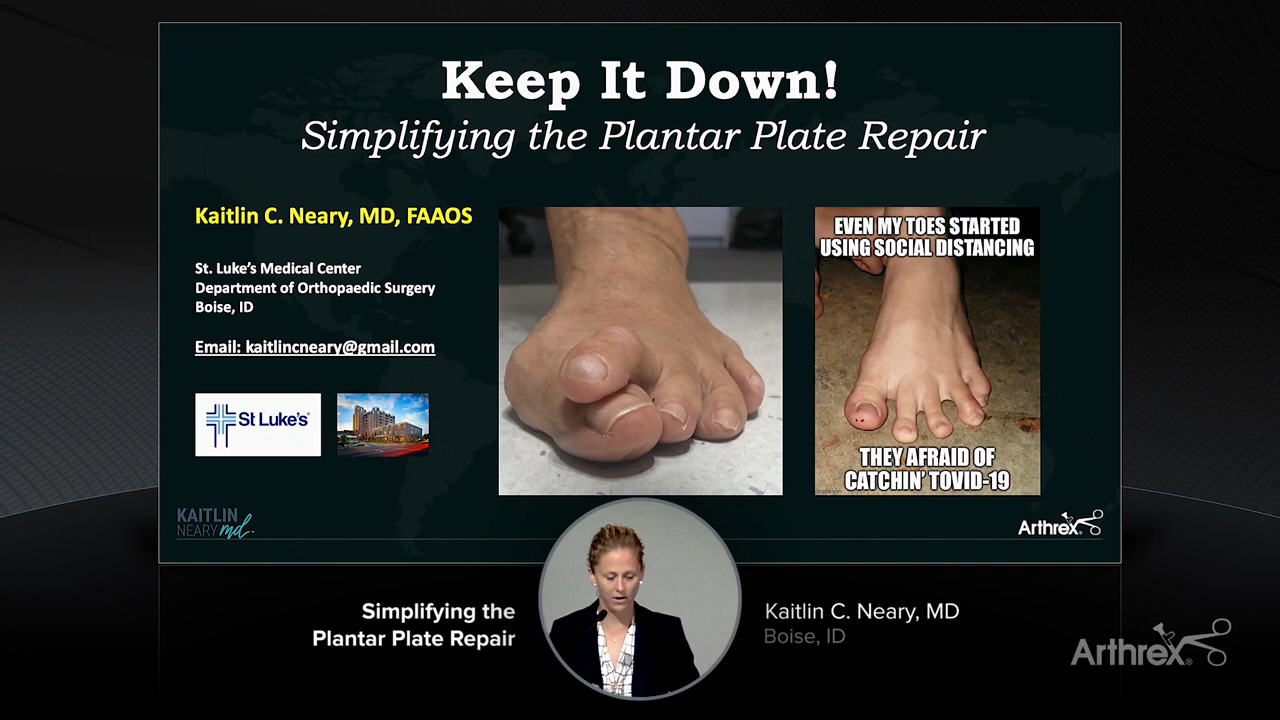 Keep It Down!
Simplifying the Plantar Plate Repair
Kaitlin C. Neary, MD, FAAOS
St. Luke's Medical Center
Department of Orthopaedic Surgery
Boise, ID
Email: kaitlincneary@gmail.com
St Luke's®
EVEN MY TOES STARTED
USING SOCIAL DISTANCING
THEY AFRAID OF
CATCHIN' TOVID-19
KAITLIN
NEARY md.
Arthrex®
Simplifying the
Plantar Plate Repair
Kaitlin C. Neary, MD
Boise, ID
Arthrex®